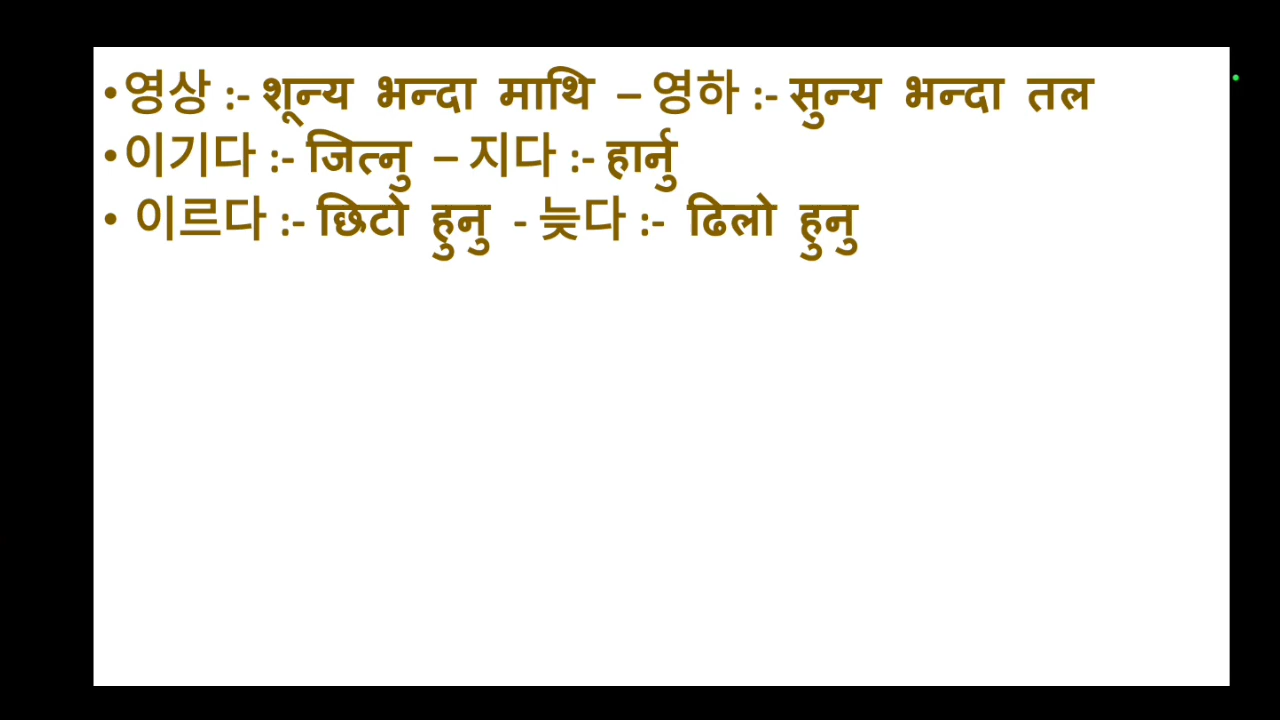 •영상 :- शून्य भन्दा माथि – 영하 :- सुन्य भन्दा तल
•이기다 :- जित्नु – 지다 :- हार्नु
• 이르다 :- छिटो हुनु - 늦다 :- ढिलो हुनु